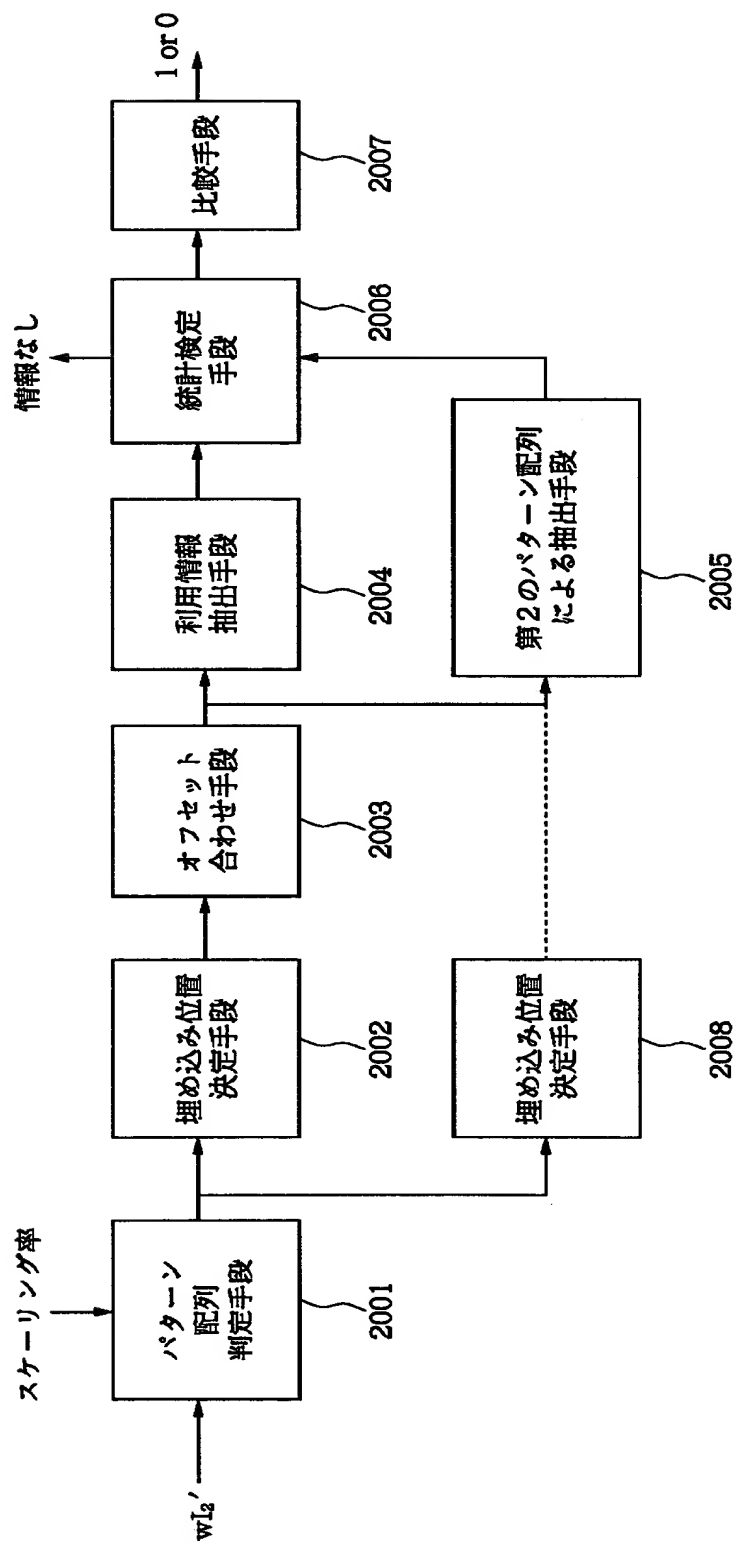 wI₂′
スケーリング率
パターン
配列
判定手段
2001
埋め込み位置
決定手段
2002
オフセット
合わせ手段
2003
利用情報
抽出手段
2004
情報なし
統計検定
手段
2006
比較手段
2007
1 or 0
埋め込み位置
決定手段
2008
第2のパターン配列
による抽出手段
2005